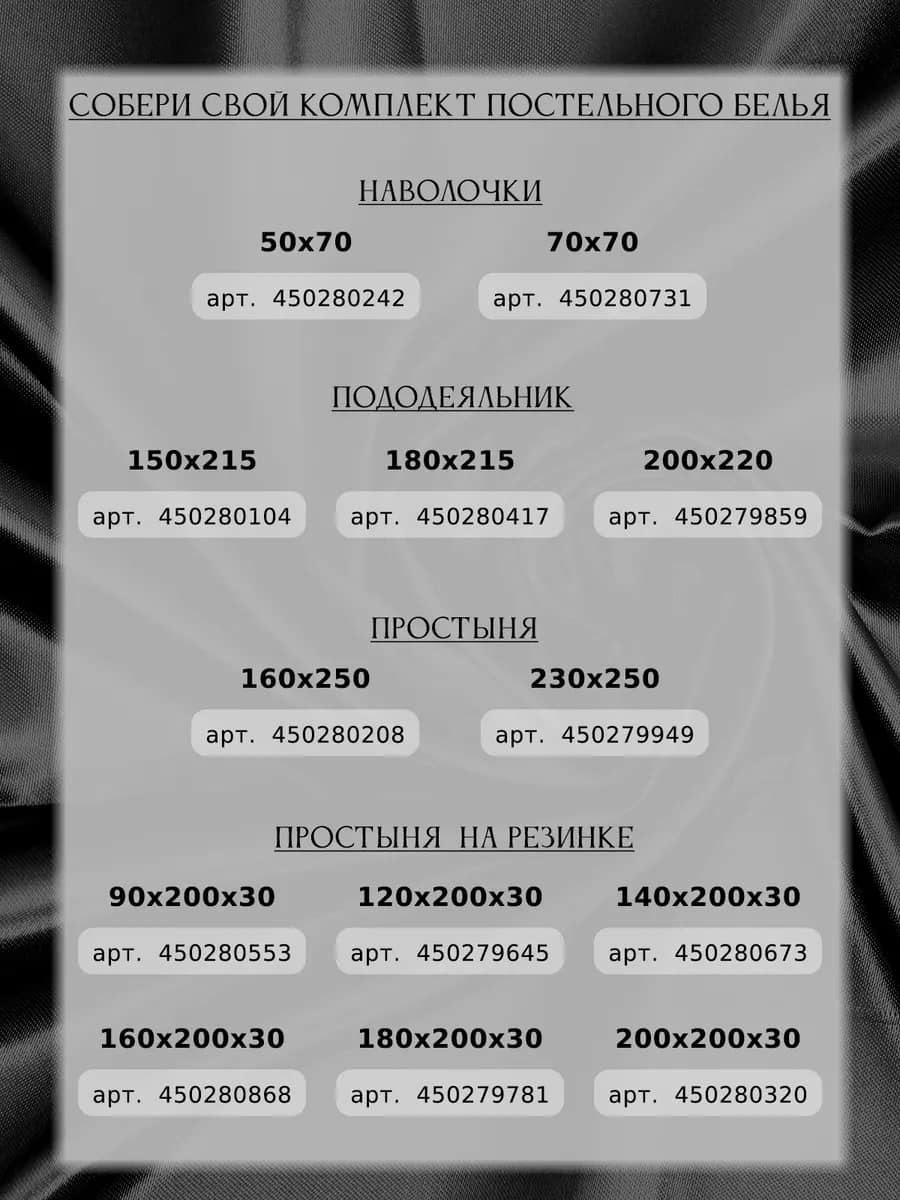 СОБЕРИ СВОЙ КОМПЛЕКТ ПОСТЕЛЬНОГО БЕЛЬЯ
НАВОЛОЧКИ
50x70 70x70
арт. 450280242 арт. 450280731
ПОДОДЕЯЛЬНИК
150x215 180x215 200x220
арт. 450280104 арт. 450280417 арт. 450279859
ПРОСТЫНЯ
160x250 230x250
арт. 450280208 арт. 450279949
ПРОСТЫНЯ НА РЕЗИНКЕ
90x200x30 120x200x30 140x200x30
арт. 450280553 арт. 450279645 арт. 450280673
160x200x30 180x200x30 200x200x30
арт. 450280868 арт. 450279781 арт. 450280320